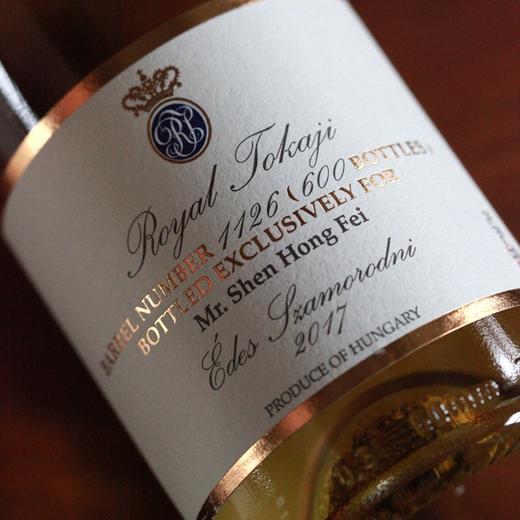 Royal Tokaji
BARREL NUMBER 1126 (600 BOTTLES)
BOTTLED EXCLUSIVELY FOR
Mr. Shen Hong Fei
Édes Szamorodni
2017
PRODUCE OF HUNGARY